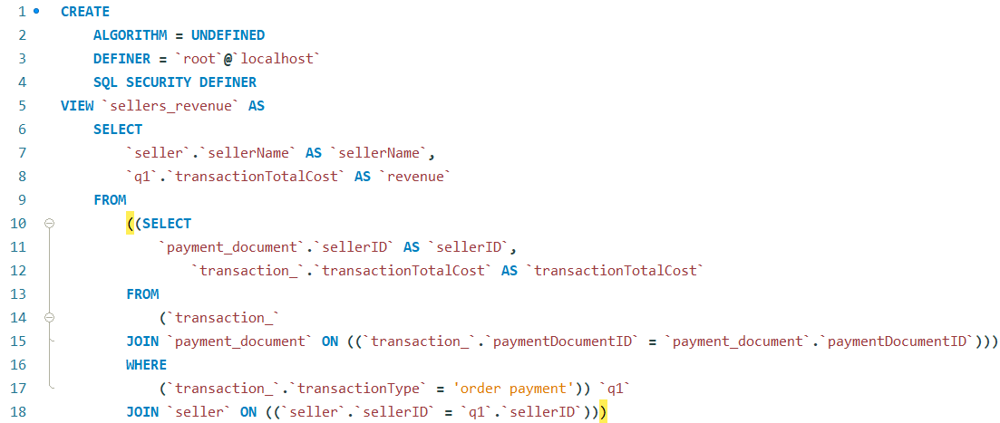 1 CREATE
2 ALGORITHM = UNDEFINED
3 DEFINER = `root`@`localhost`
4 SQL SECURITY DEFINER
5 VIEW `sellers_revenue` AS
6 SELECT
7 `seller`.`sellerName` AS `sellerName`,
8 `q1`.`transactionTotalCost` AS `revenue`
9 FROM
10 ((SELECT
11 `payment_document`.`sellerID` AS `sellerID`,
12 `transaction_`.`transactionTotalCost` AS `transactionTotalCost`
13 FROM
14 (`transaction_`
15 JOIN `payment_document` ON ((`transaction_`.`paymentDocumentID` = `payment_document`.`paymentDocumentID`)))
16 WHERE
17 (`transaction_`.`transactionType` = 'order payment')) `q1`
18 JOIN `seller` ON ((`seller`.`sellerID` = `q1`.`sellerID`)))